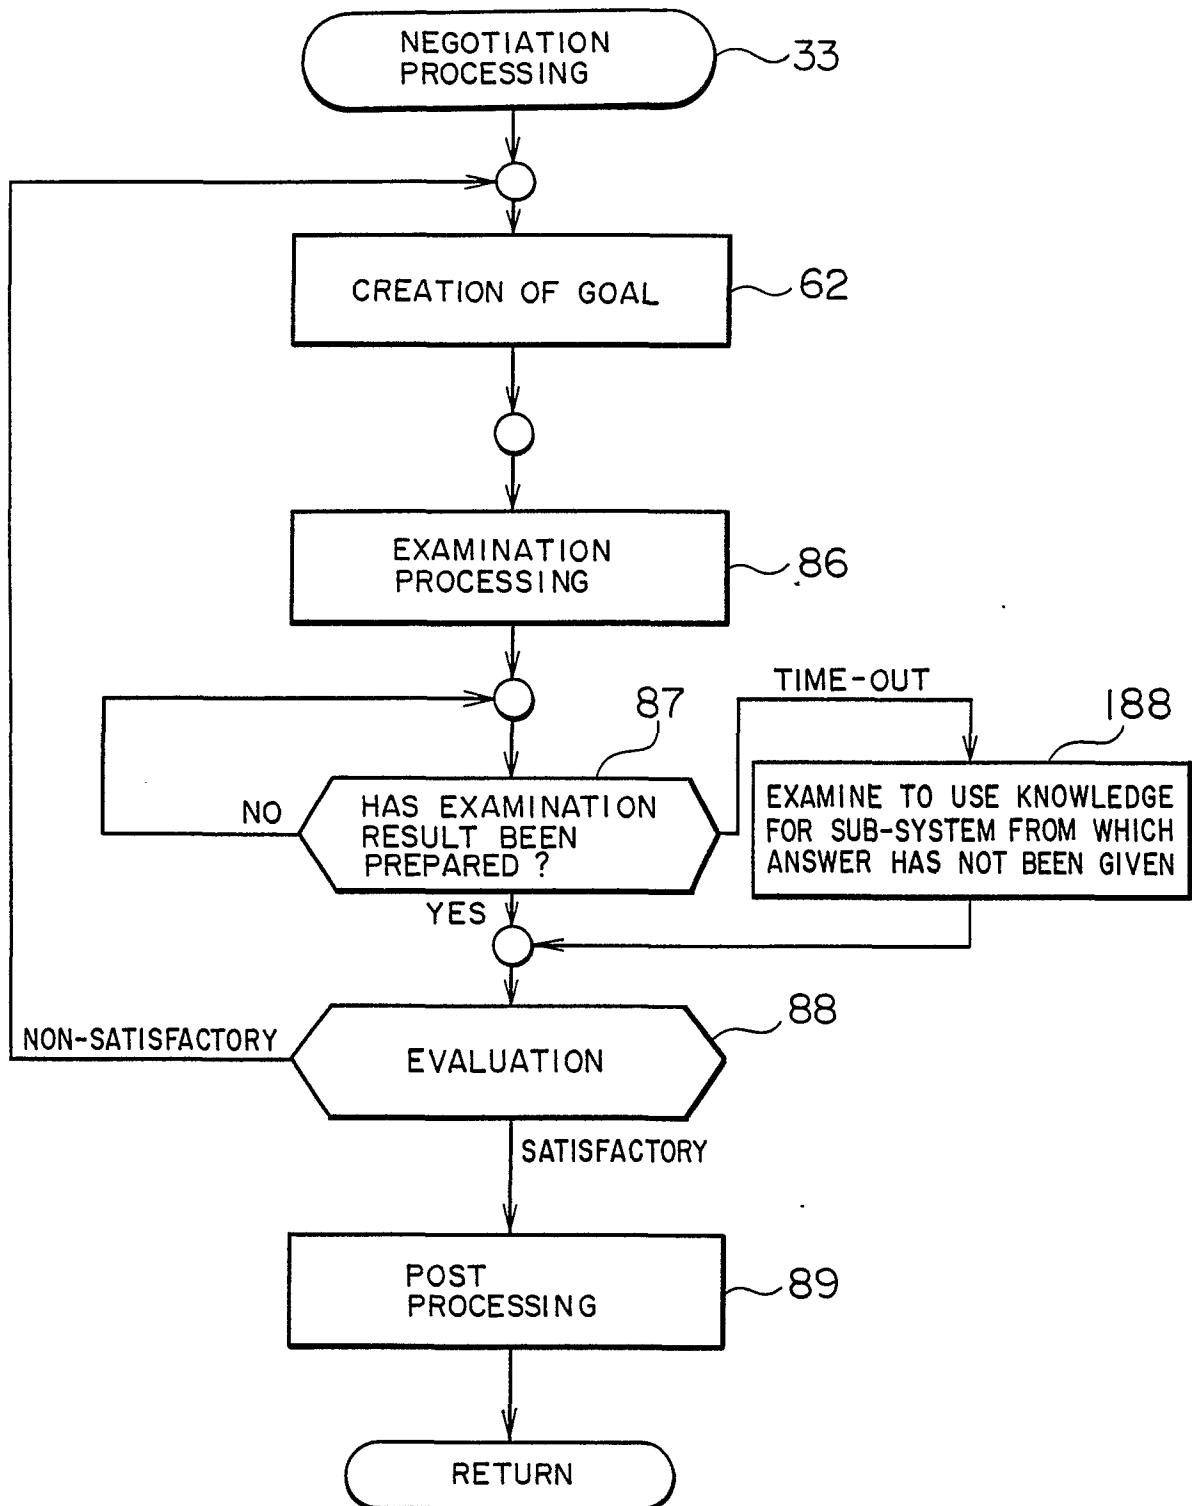 NEGOTIATION
PROCESSING
33
CREATION OF GOAL
62
EXAMINATION
PROCESSING
86
TIME-OUT
87
188
NO
HAS EXAMINATION
RESULT BEEN
PREPARED ?
EXAMINE TO USE KNOWLEDGE
FOR SUB-SYSTEM FROM WHICH
ANSWER HAS NOT BEEN GIVEN
YES
88
NON-SATISFACTORY
EVALUATION
SATISFACTORY
POST
PROCESSING
89
RETURN